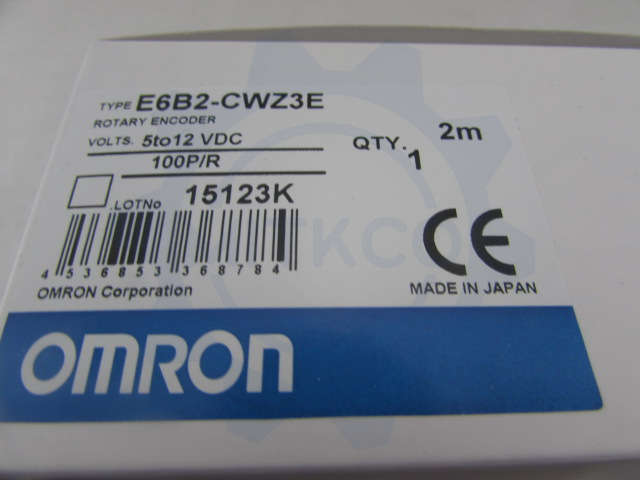 TYPE E6B2-CWZ3E
ROTARY ENCODER
VOLTS. 5to12 VDC
100P/R
QTY. 1
2m
.LOTNo 15123K
4 536853 368784
OMRON Corporation
CE
MADE IN JAPAN
OMRON